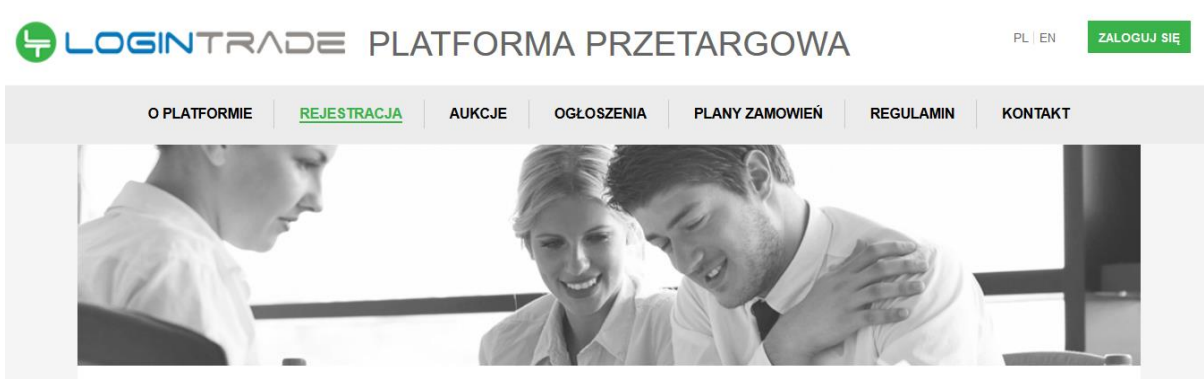 LOGINTRADE PLATFORMA PRZETARGOWA
PL | EN
ZALOGUJ SIĘ
O PLATFORMIE
REJESTRACJA
AUKCJE
OGŁOSZENIA
PLANY ZAMOWIEŃ
REGULAMIN
KONTAKT